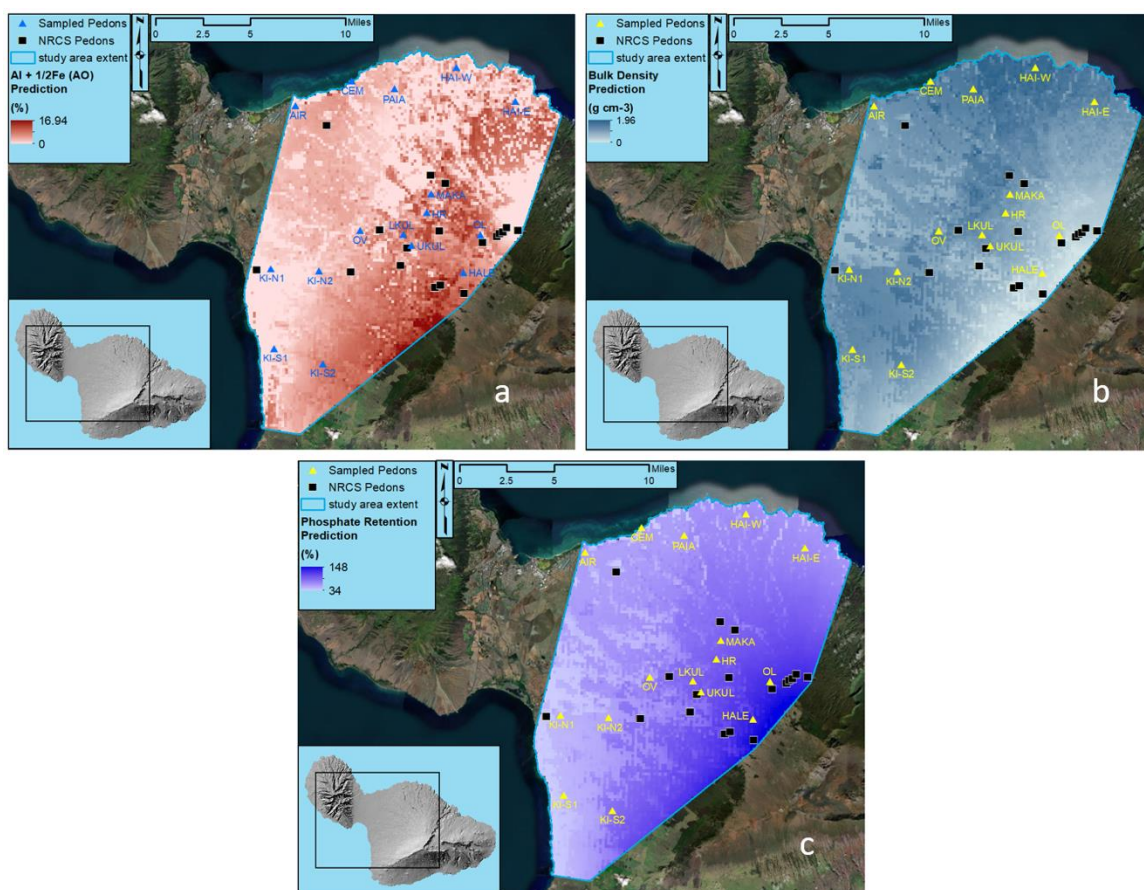 Sampled Pedons
NRCS Pedons
study area extent
Al + 1/2Fe (AO)
Prediction
(%)
16.94
0
N
Miles
0 2.5 5 10
CEM
HAI-W
PAIA
AIR
HAI-E
MAKA
HR
OV
LKUL
OL
UKUL
KI-N1
KI-N2
HALE
KI-S1
KI-S2
a
Sampled Pedons
NRCS Pedons
study area extent
Bulk Density
Prediction
(g cm-3)
1.96
0
N
Miles
0 2.5 5 10
CEM
HAI-W
PAIA
AIR
HAI-E
MAKA
HR
OV
LKUL
OL
UKUL
KI-N1
KI-N2
HALE
KI-S1
KI-S2
b
Sampled Pedons
NRCS Pedons
study area extent
Phosphate Retention
Prediction
(%)
148
34
N
Miles
0 2.5 5 10
CEM
HAI-W
PAIA
AIR
HAI-E
MAKA
HR
OV
LKUL
OL
UKUL
KI-N1
KI-N2
HALE
KI-S1
KI-S2
c